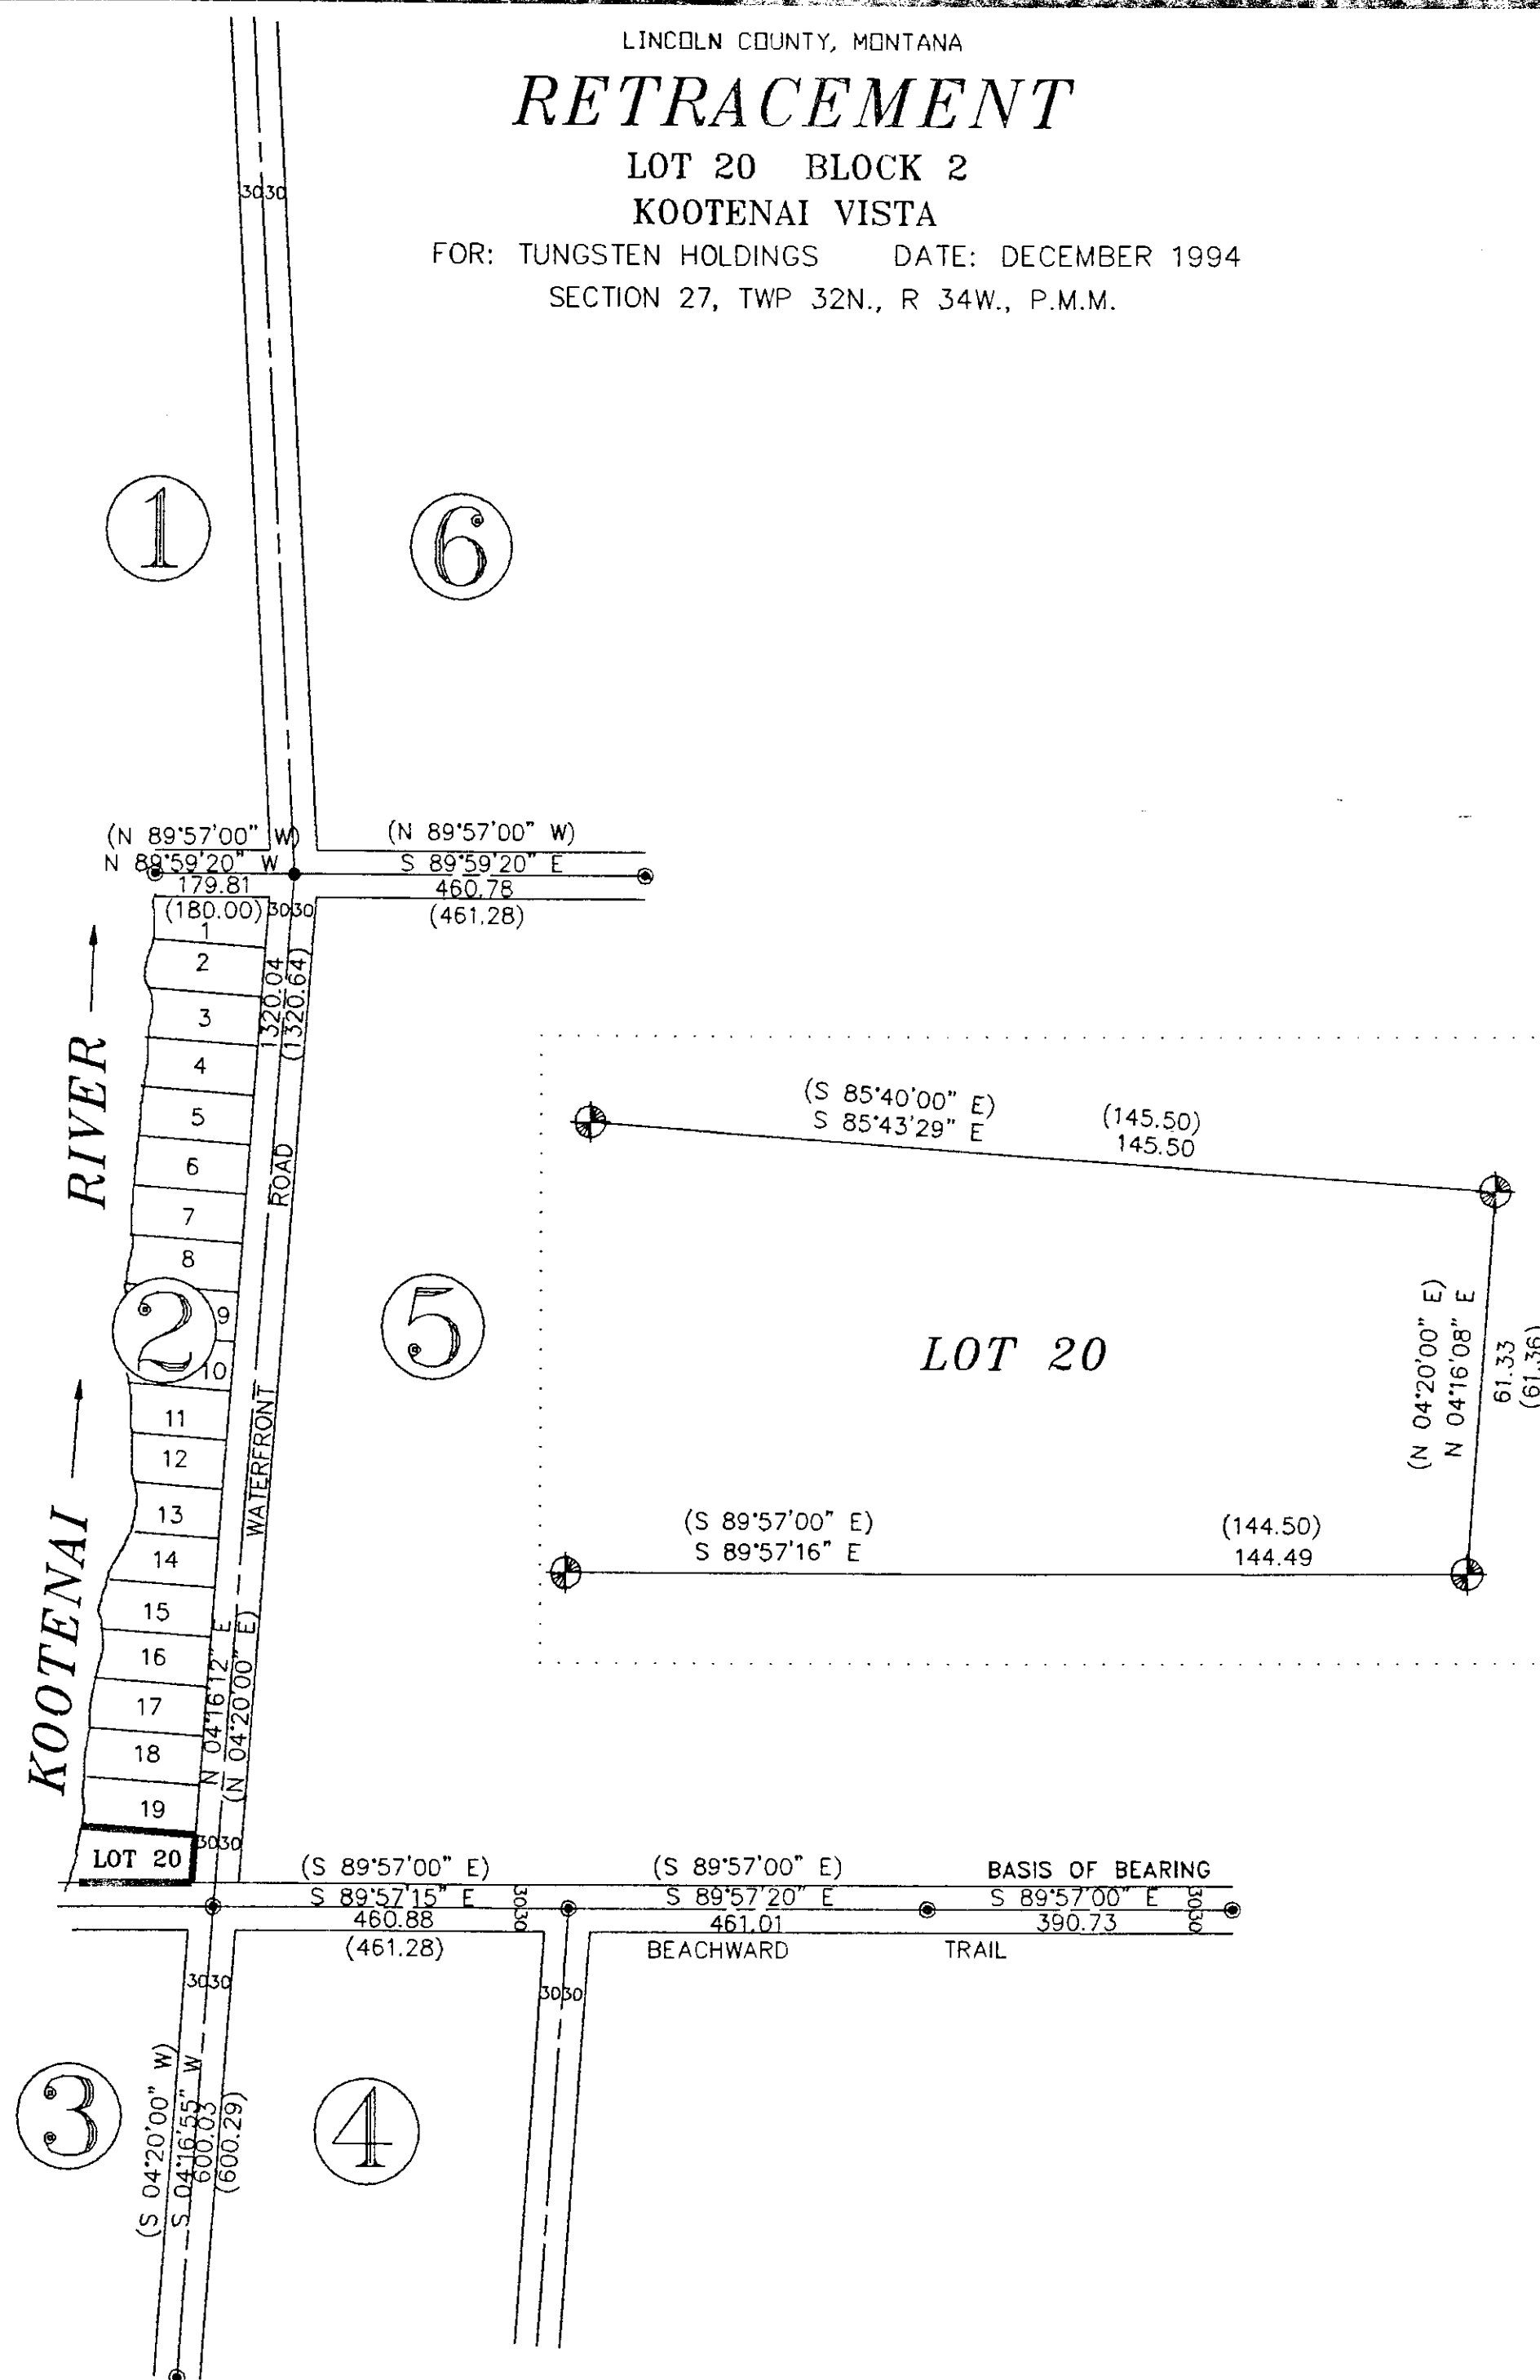 LINCOLN COUNTY, MONTANA
RETRACEMENT
LOT 20 BLOCK 2
KOOTENAI VISTA
FOR: TUNGSTEN HOLDINGS DATE: DECEMBER 1994
SECTION 27, TWP 32N., R 34W., P.M.M.
30 30
1
6
(N 89°57'00" W)
N 89°59'20" W
179.81
(180.00)
(N 89°57'00" W)
S 89°59'20" E
460.78
(461.28)
30 30
1
2
3
4
5
6
7
8
9
10
11
12
13
14
15
16
17
18
19
LOT 20
2
KOOTENAI RIVER
1320.04
(1320.64)
WATERFRONT ROAD
N 04°16'12" E
(N 04°20'00" E)
30 30
5
(S 85°40'00" E)
S 85°43'29" E
(145.50)
145.50
LOT 20
(N 04°20'00" E)
N 04°16'08" E
61.33
(61.36)
(S 89°57'00" E)
S 89°57'16" E
(144.50)
144.49
(S 89°57'00" E)
S 89°57'15" E
460.88
(461.28)
30 30
(S 89°57'00" E)
S 89°57'20" E
461.01
BASIS OF BEARING
S 89°57'00" E
390.73
30 30
BEACHWARD TRAIL
30 30
30 30
3
(S 04°20'00" W)
S 04°16'55" W
600.03
(600.29)
4